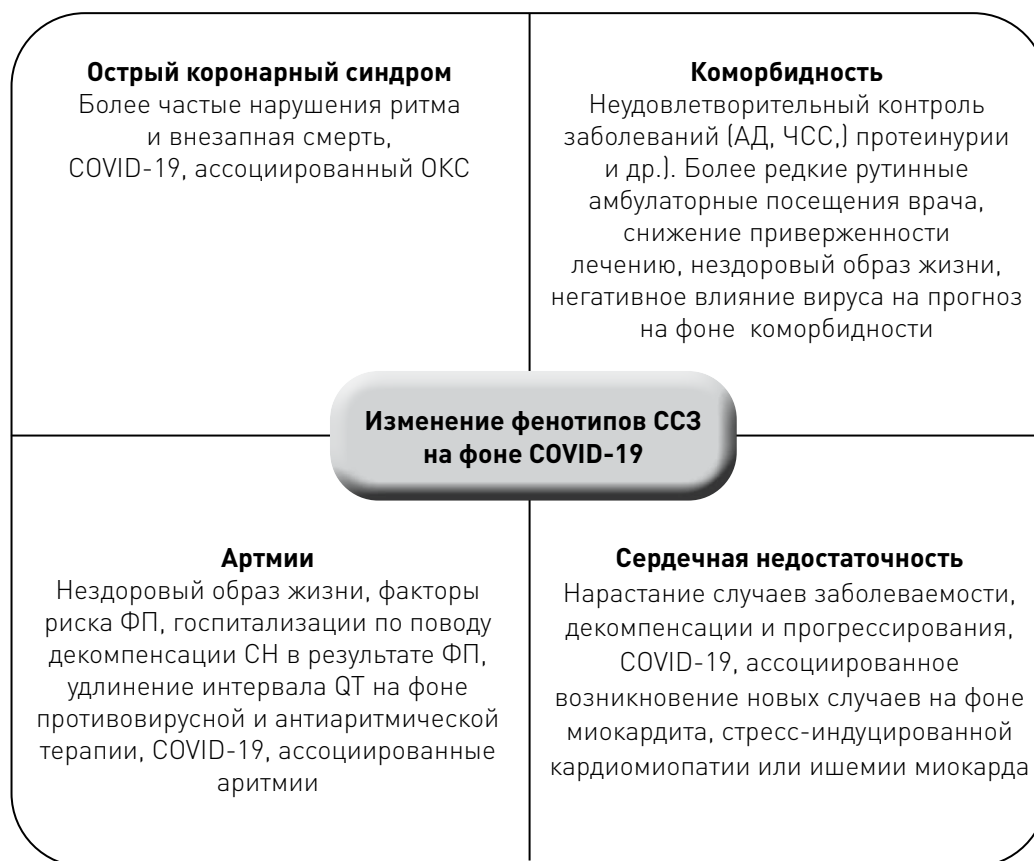 Острый коронарный синдром
Более частые нарушения ритма
и внезапная смерть,
COVID-19, ассоциированный ОКС
Коморбидность
Неудовлетворительный контроль
заболеваний (АД, ЧСС,) протеинурии
и др.). Более редкие рутинные
амбулаторные посещения врача,
снижение приверженности
лечению, нездоровый образ жизни,
негативное влияние вируса на прогноз
на фоне коморбидности
Изменение фенотипов ССЗ
на фоне COVID-19
Артмии
Нездоровый образ жизни, факторы
риска ФП, госпитализации по поводу
декомпенсации СН в результате ФП,
удлинение интервала QT на фоне
противовирусной и антиаритмической
терапии, COVID-19, ассоциированные
аритмии
Сердечная недостаточность
Нарастание случаев заболеваемости,
декомпенсации и прогрессирования,
COVID-19, ассоциированное
возникновение новых случаев на фоне
миокардита, стресс-индуцированной
кардиомиопатии или ишемии миокарда